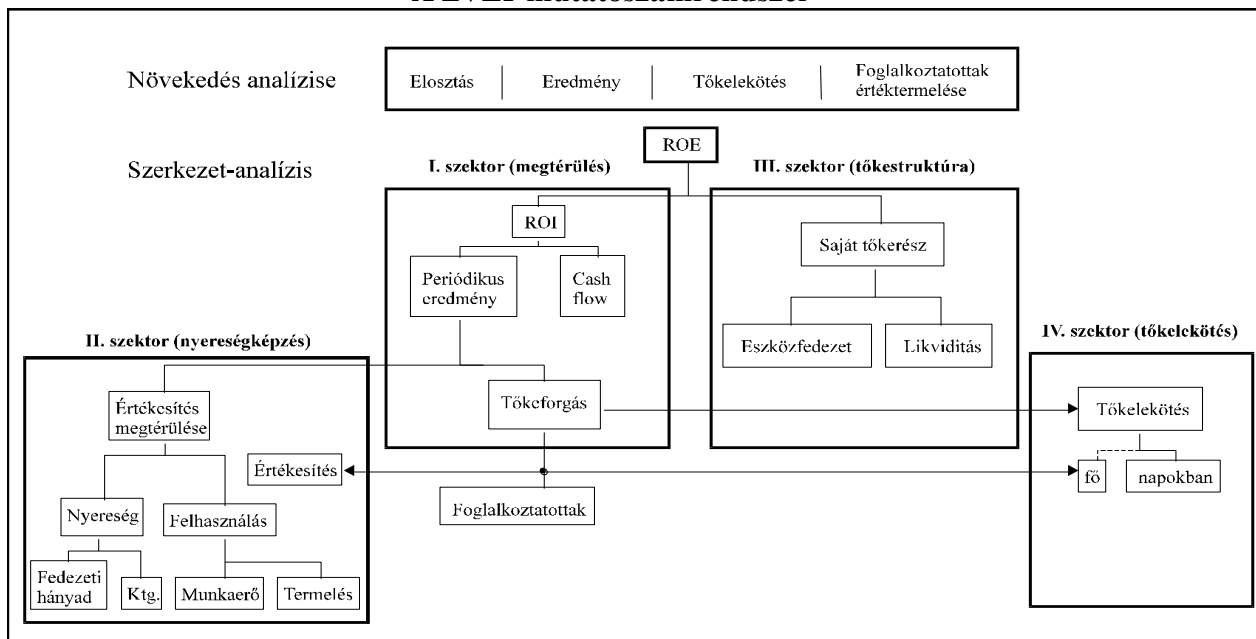 A ZVEI mutatószámrendszer
Növekedés analízise
Elosztás
Eredmény
Tőkelekötés
Foglalkoztatottak
értéktermelése
Szerkezet-analízis
ROE
I. szektor (megtérülés)
III. szektor (tőkestruktúra)
ROI
Saját tőkerész
Periódikus
eredmény
Cash
flow
Eszközfedezet
Likviditás
II. szektor (nyereségképzés)
IV. szektor (tőkelekötés)
Értékesítés
megtérülése
Tőkeforgás
Tőkelekötés
Értékesítés
fő
napokban
Nyereség
Felhasználás
Foglalkoztatottak
Fedezeti
hányad
Ktg.
Munkaerő
Termelés